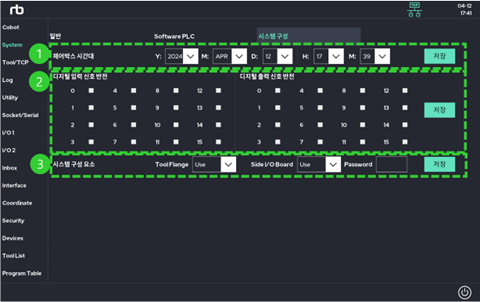 rb
04-12
17:41
Cobot
System
Tool/TCP
Log
Utility
Socket/Serial
I/O 1
I/O 2
Inbox
Interface
Coordinate
Security
Devices
Tool List
Program Table
일반 Software PLC 시스템 구성
1 제어박스 시간대 Y: 2024 M: APR D: 12 H: 17 M: 39 저장
2 디지털 입력 신호 반전 디지털 출력 신호 반전
0 4 8 12 0 4 8 12
1 5 9 13 1 5 9 13
2 6 10 14 2 6 10 14
3 7 11 15 3 7 11 15
저장
3 시스템 구성 요소 Tool Flange Use Side I/O Board Use Password 저장